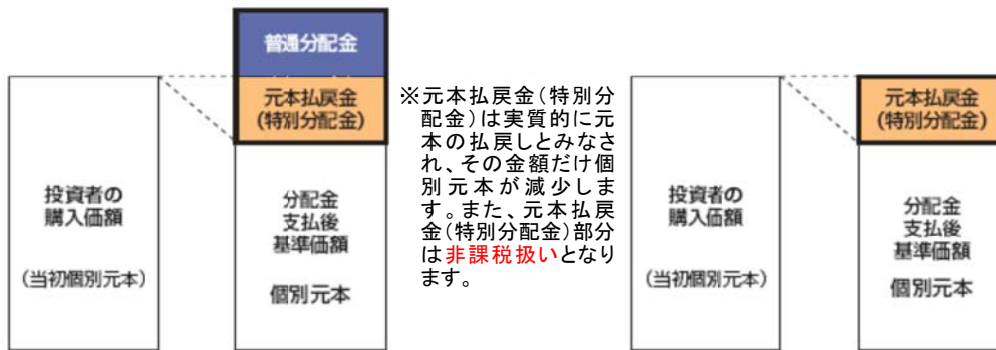 投資者の
購入価額
(当初個別元本)
普通分配金
元本払戻金
(特別分配金)
分配金
支払後
基準価額
個別元本
※元本払戻金(特別分
配金)は実質的に元
本の払戻しとみなさ
れ、その金額だけ個
別元本が減少しま
す。また、元本払戻
金(特別分配金)部分
は非課税扱いとなり
ます。
投資者の
購入価額
(当初個別元本)
元本払戻金
(特別分配金)
分配金
支払後
基準価額
個別元本